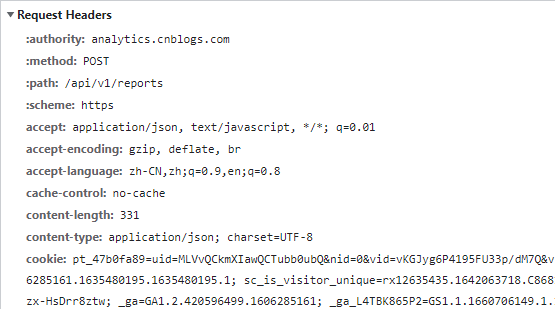 ▼ Request Headers
:authority: analytics.cnblogs.com
:method: POST
:path: /api/v1/reports
:scheme: https
accept: application/json, text/javascript, */*; q=0.01
accept-encoding: gzip, deflate, br
accept-language: zh-CN,zh;q=0.9,en;q=0.8
cache-control: no-cache
content-length: 331
content-type: application/json; charset=UTF-8
cookie: pt_47b0fa89=uid=MLVvQCkmXIawQCTubb0ubQ&nid=0&vid=vKGJyg6P4195FU33p/dM7Q&v
6285161.1635480195.1635480195.1; sc_is_visitor_unique=rx12635435.1642063718.C868
zx-HsDrr8ztw; _ga=GA1.2.420596499.1606285161; _ga_L4TBK865P2=GS1.1.1660706149.1.